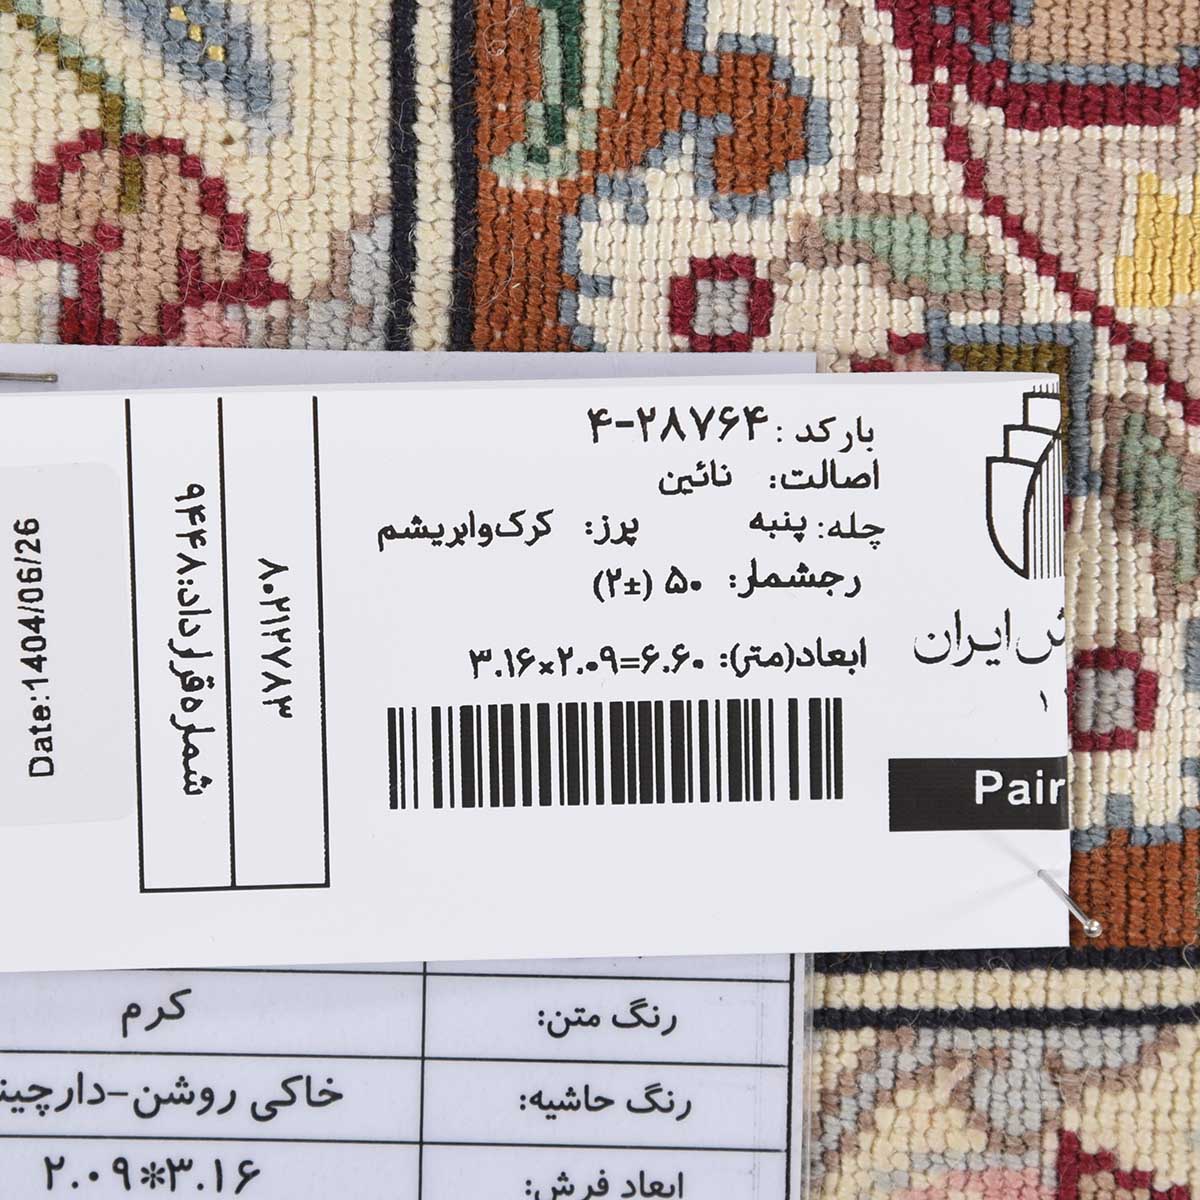 بارکد: ۲۸۷۶۴-۴
اصالت: نائین
چله: پنبه پرز: کرک وابریشم
رجشمار: ۵۰ (±۲)
ابعاد(متر): ۳.۱۶×۲.۰۹=۶.۶۰
ایران
۱
Pair
۸۰۲۱۲۷۸۳
شماره قرارداد: ۹۴۴۸
Date:1404/06/26
رنگ متن: کرم
رنگ حاشیه: خاکی روشن-دارچینی
ابعاد فرش: ۲.۰۹*۳.۱۶